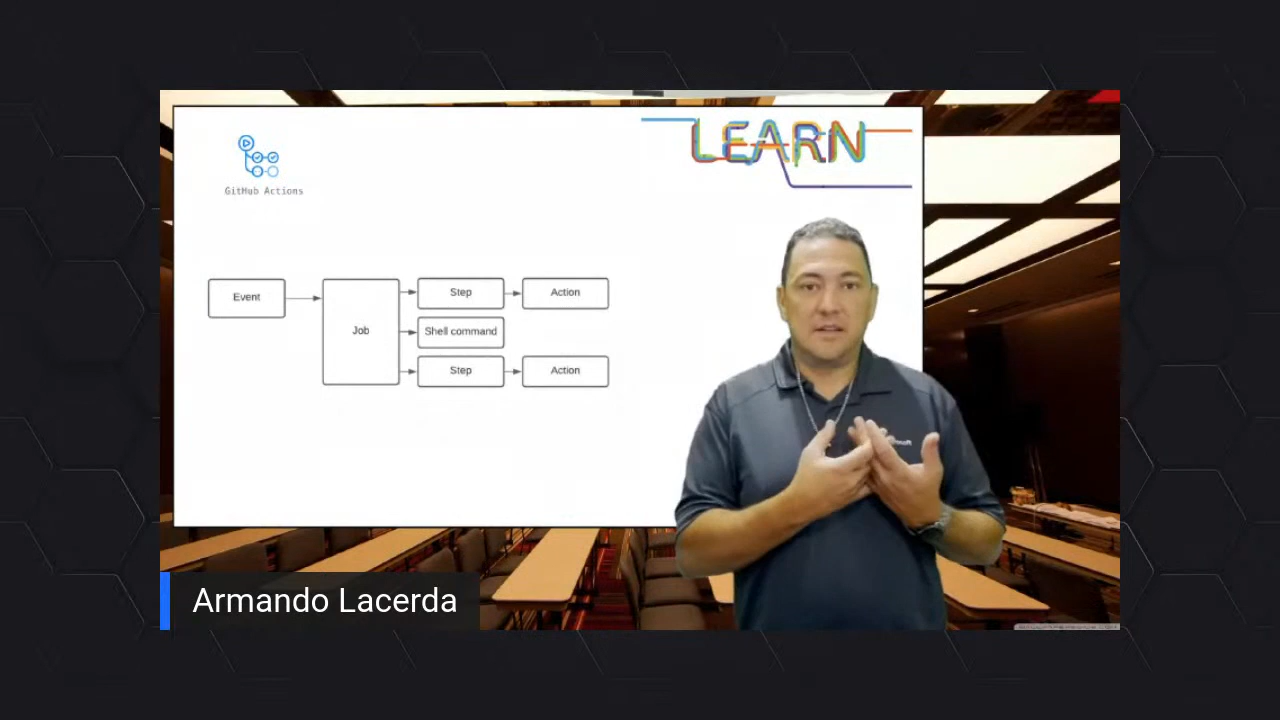 LEARN
GitHub Actions
Event
Job
Step
Action
Shell command
Step
Action
Armando Lacerda